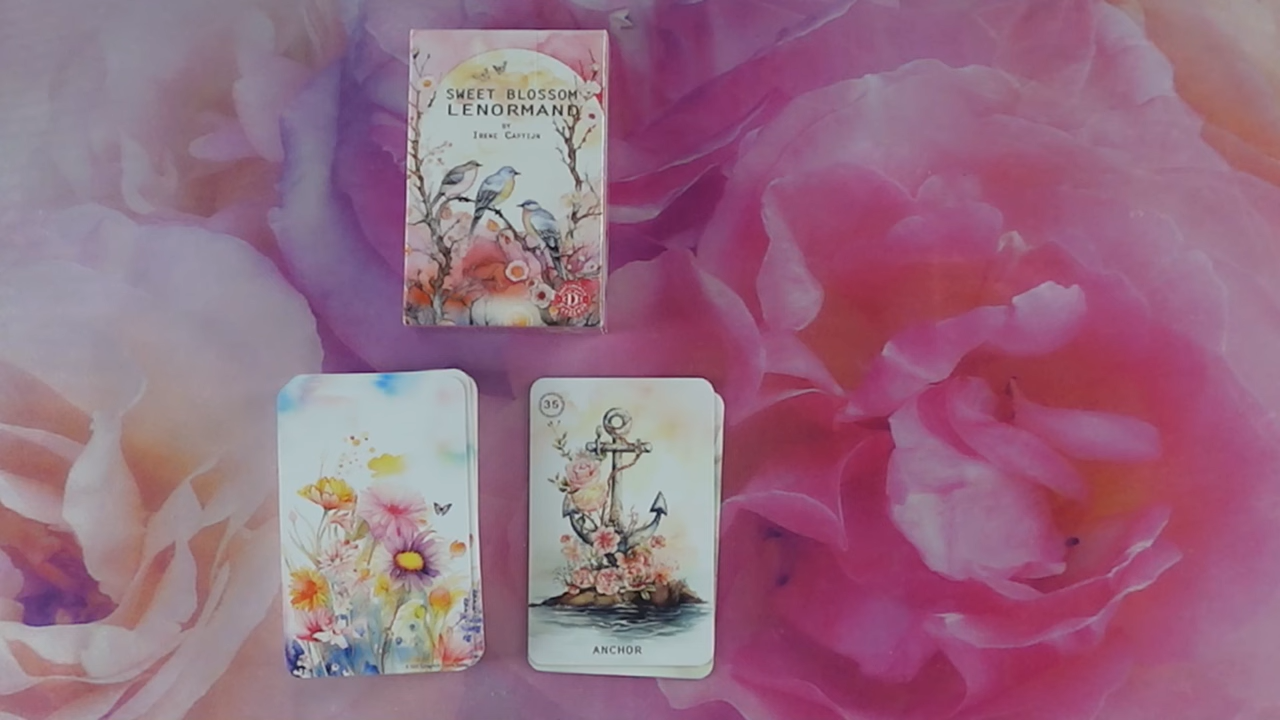 SWEET BLOSSOM
LENORMAND
BY
IRENE CAFTIJN
35
ANCHOR